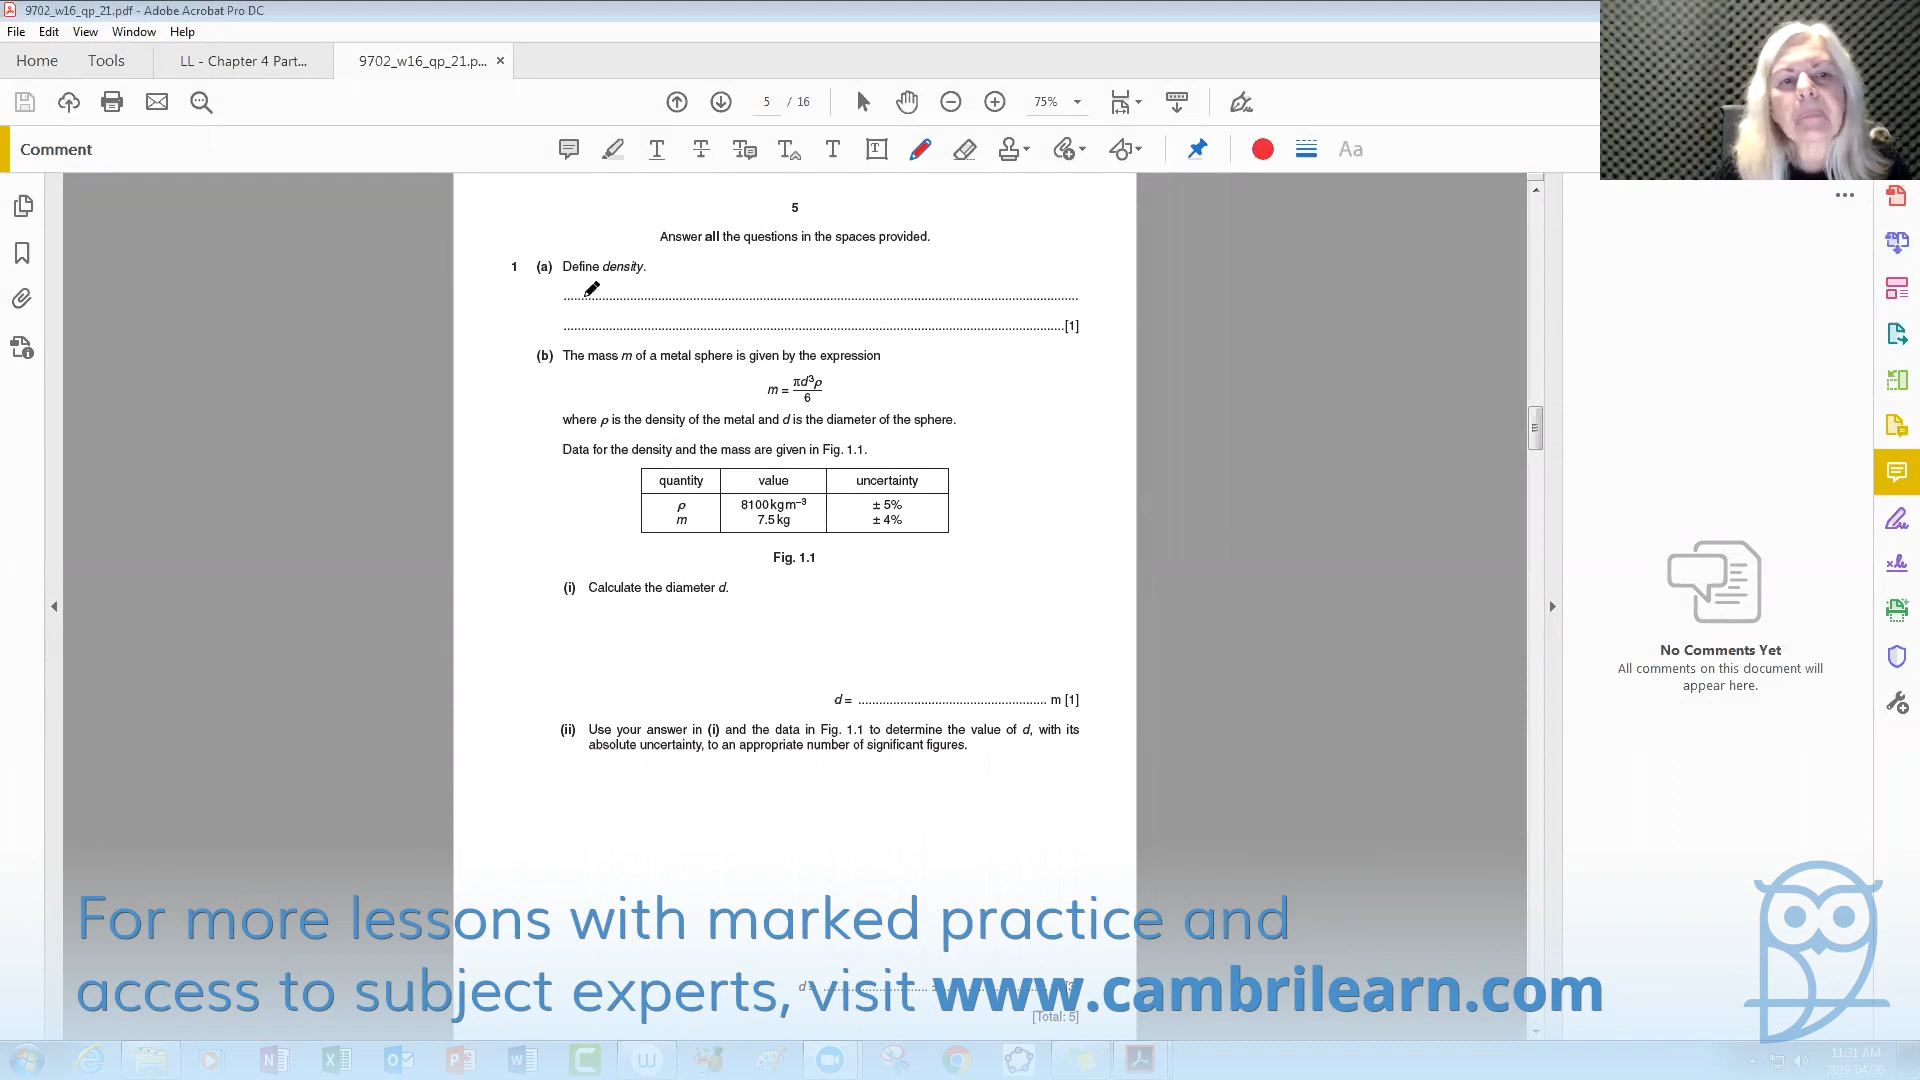 9702_w16_qp_21.pdf - Adobe Acrobat Pro DC
File Edit View Window Help
Home Tools LL - Chapter 4 Part... 9702_w16_qp_21.p... ×
5 / 16 75%
Comment
Aa
5
Answer all the questions in the spaces provided.
1 (a) Define density.
..........................................................................................
..........................................................................................[1]
(b) The mass m of a metal sphere is given by the expression
m = πd³ρ / 6
where ρ is the density of the metal and d is the diameter of the sphere.
Data for the density and the mass are given in Fig. 1.1.
quantity value uncertainty
ρ 8100 kg m⁻³ ± 5%
m 7.5 kg ± 4%
Fig. 1.1
(i) Calculate the diameter d.
d = ...................................................... m [1]
(ii) Use your answer in (i) and the data in Fig. 1.1 to determine the value of d, with its
absolute uncertainty, to an appropriate number of significant figures.
[Total: 5]
No Comments Yet
All comments on this document will
appear here.
For more lessons with marked practice and
access to subject experts, visit www.cambrilearn.com
11:31 AM
2019/04/30